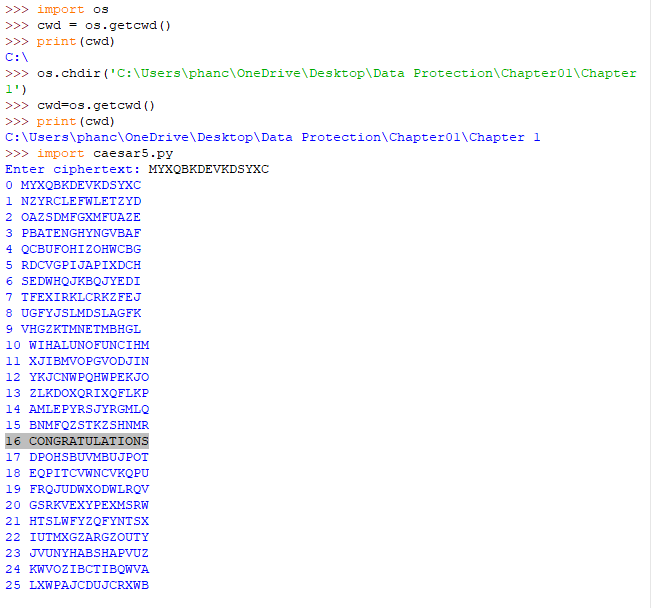 >>> import os
>>> cwd = os.getcwd()
>>> print(cwd)
C:\
>>> os.chdir('C:\Users\phanc\OneDrive\Desktop\Data Protection\Chapter01\Chapter
1')
>>> cwd=os.getcwd()
>>> print(cwd)
C:\Users\phanc\OneDrive\Desktop\Data Protection\Chapter01\Chapter 1
>>> import caesar5.py
Enter ciphertext: MYXQBKDEVKDSYXC
0 MYXQBKDEVKDSYXC
1 NZYRCLEFWLETZYD
2 OAZSDMFGXMFUAZE
3 PBATENGHYNGVBAF
4 QCBUFOHIZOHWCBG
5 RDCVGPIJAPIXDCH
6 SEDWHQJKBQJYEDI
7 TFEXIRKLCRKZFEJ
8 UGFYJSLMDSLAGFK
9 VHGZKTMNETMBHGL
10 WIHALUNOFUNCIHM
11 XJIBMVOPGVODJIN
12 YKJCNWPQHWPEKJO
13 ZLKDOXQRIXQFLKP
14 AMLEPYRSJYRGMLQ
15 BNMFQZSTKZSHNMR
16 CONGRATULATIONS
17 DPOHSBUVMBUJPOT
18 EQPITCVWNCVKQPU
19 FRQJUDWXODWLRQV
20 GSRKVEXYPEXMSRW
21 HTSLWFYZQFYNTSX
22 IUTMXGZARGZOUTY
23 JVUNYHABSHAPVUZ
24 KWVOZIBCTIBQWVA
25 LXWPAJCDUJCRXWB